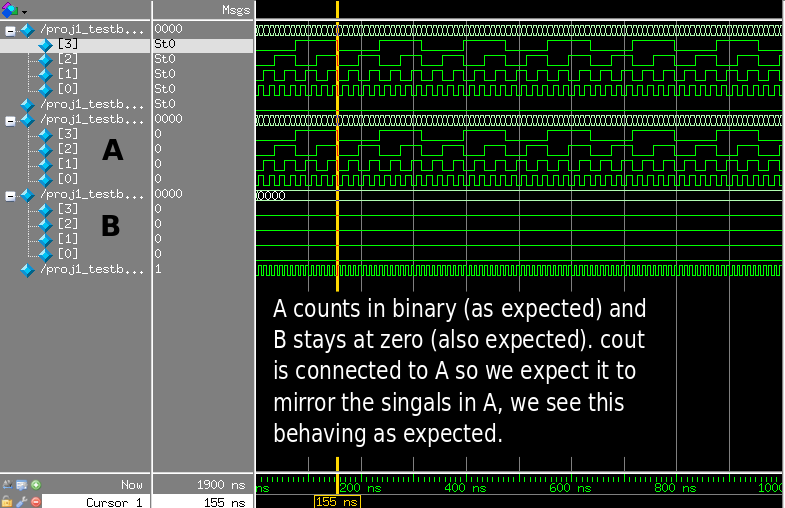 Msgs
/proj1_testb... 0000
[3] St0
[2] St0
[1] St0
[0] St0
/proj1_testb... St0
/proj1_testb... 0000
[3] 0
[2] 0
[1] 0
[0] 0
A
/proj1_testb... 0000 0000
[3] 0
[2] 0
[1] 0
[0] 0
B
/proj1_testb... 1
A counts in binary (as expected) and
B stays at zero (also expected). cout
is connected to A so we expect it to
mirror the singals in A, we see this
behaving as expected.
Now 1900 ns
ns 200 ns 400 ns 600 ns 800 ns 1000
Cursor 1 155 ns 155 ns